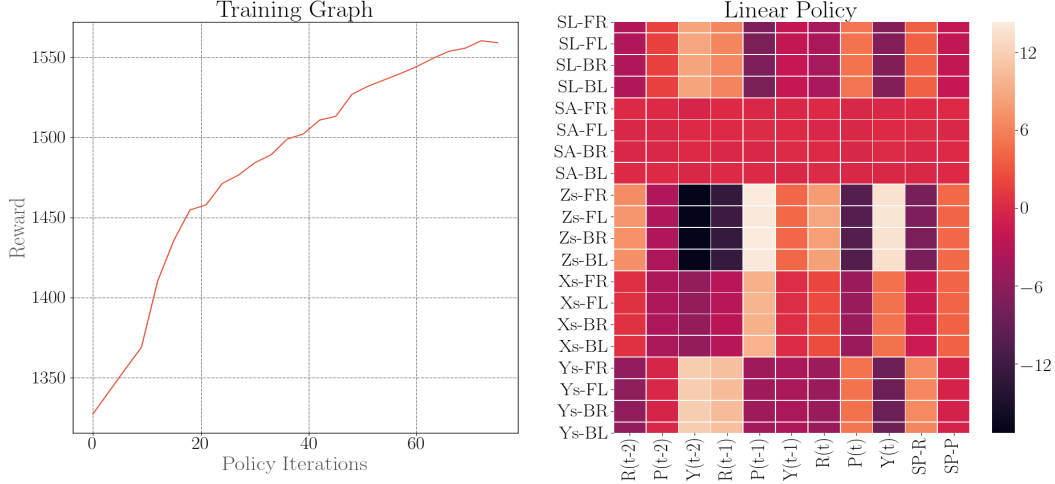 Training Graph
Reward
1550
1500
1450
1400
1350
0
20
40
60
Policy Iterations
Linear Policy
SL-FR
SL-FL
SL-BR
SL-BL
SA-FR
SA-FL
SA-BR
SA-BL
Zs-FR
Zs-FL
Zs-BR
Zs-BL
Xs-FR
Xs-FL
Xs-BR
Xs-BL
Ys-FR
Ys-FL
Ys-BR
Ys-BL
R(t-2)
P(t-2)
Y(t-2)
R(t-1)
P(t-1)
Y(t-1)
R(t)
P(t)
Y(t)
SP-R
SP-P
12
6
0
−6
−12